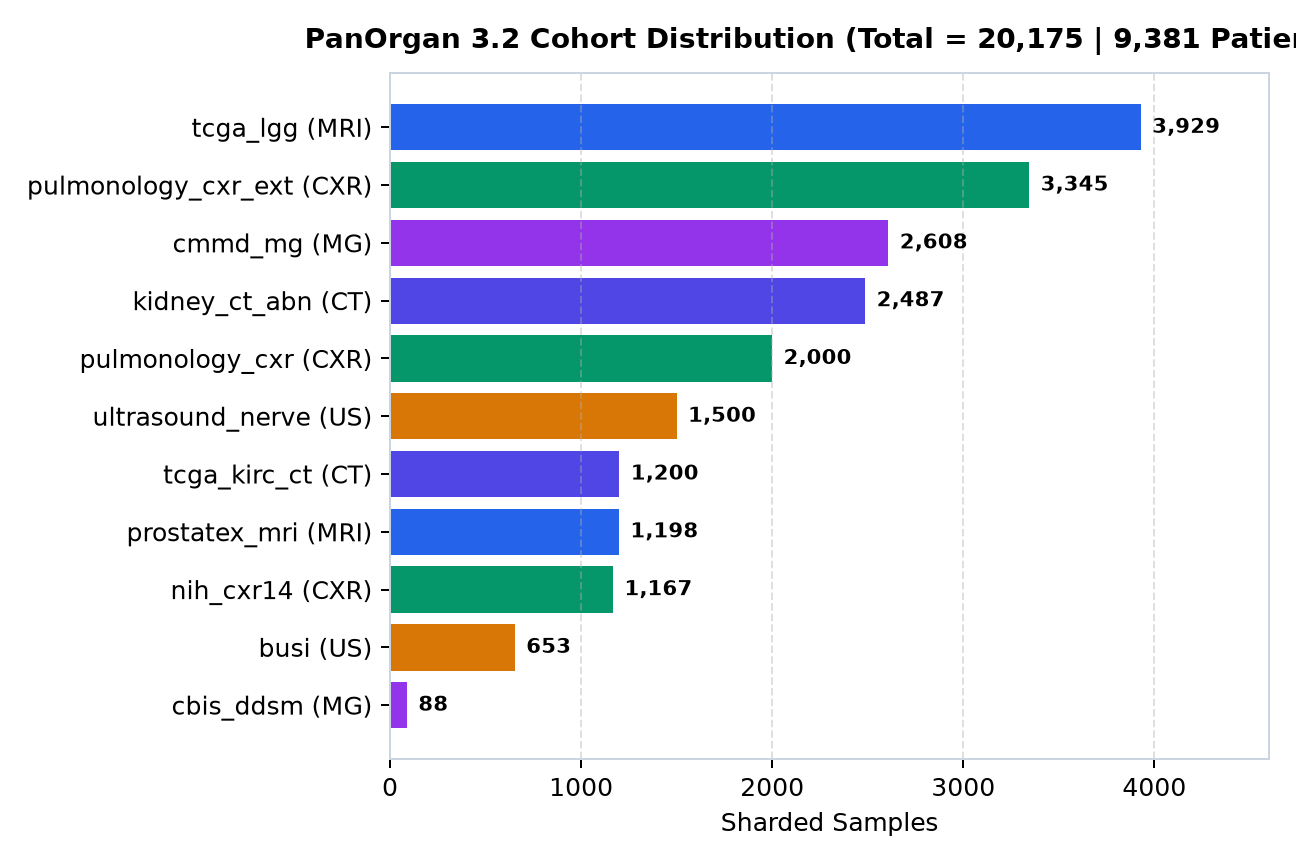 PanOrgan 3.2 Cohort Distribution (Total = 20,175 | 9,381
tcga_lgg (MRI) 3,929
pulmonology_cxr_ext (CXR) 3,345
cmmd_mg (MG) 2,608
kidney_ct_abn (CT) 2,487
pulmonology_cxr (CXR) 2,000
ultrasound_nerve (US) 1,500
tcga_kirc_ct (CT) 1,200
prostatex_mri (MRI) 1,198
nih_cxr14 (CXR) 1,167
busi (US) 653
cbis_ddsm (MG) 88
0 1000 2000 3000 4000
Sharded Samples